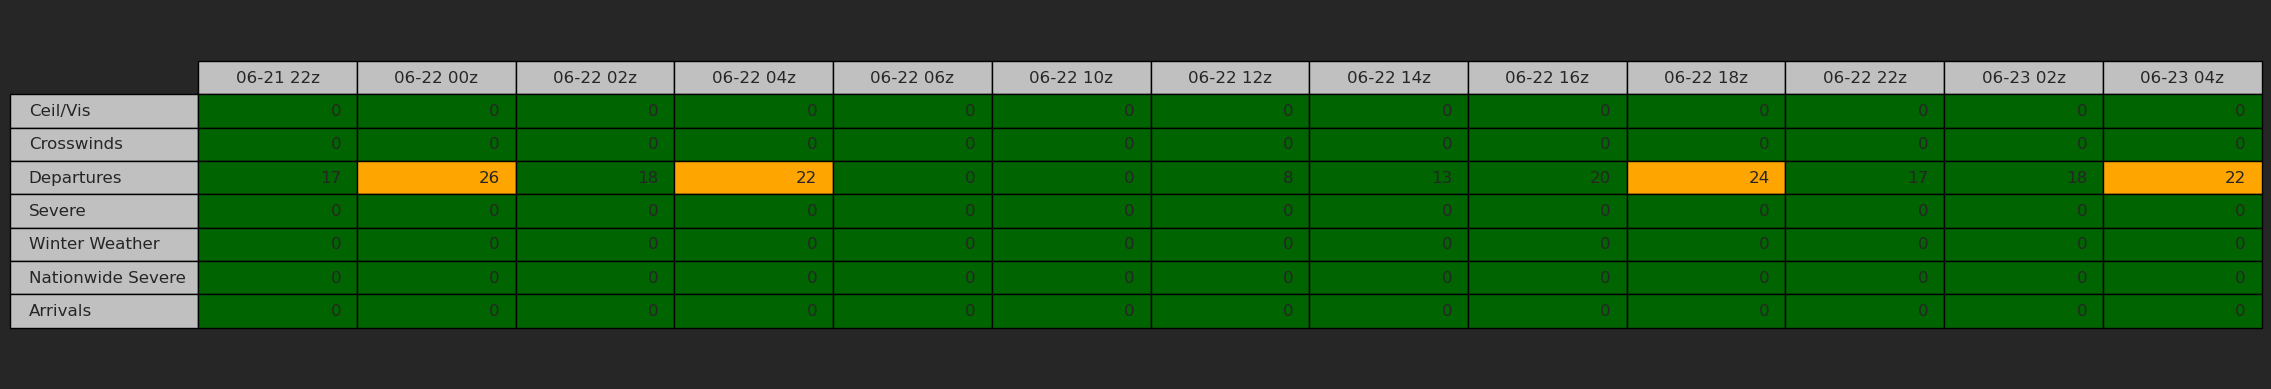 06-21 22z 06-22 00z 06-22 02z 06-22 04z 06-22 06z 06-22 10z 06-22 12z 06-22 14z 06-22 16z 06-22 18z 06-22 22z 06-23 02z 06-23 04z
Ceil/Vis 0 0 0 0 0 0 0 0 0 0 0 0 0
Crosswinds 0 0 0 0 0 0 0 0 0 0 0 0 0
Departures 17 26 18 22 0 0 8 13 20 24 17 18 22
Severe 0 0 0 0 0 0 0 0 0 0 0 0 0
Winter Weather 0 0 0 0 0 0 0 0 0 0 0 0 0
Nationwide Severe 0 0 0 0 0 0 0 0 0 0 0 0 0
Arrivals 0 0 0 0 0 0 0 0 0 0 0 0 0